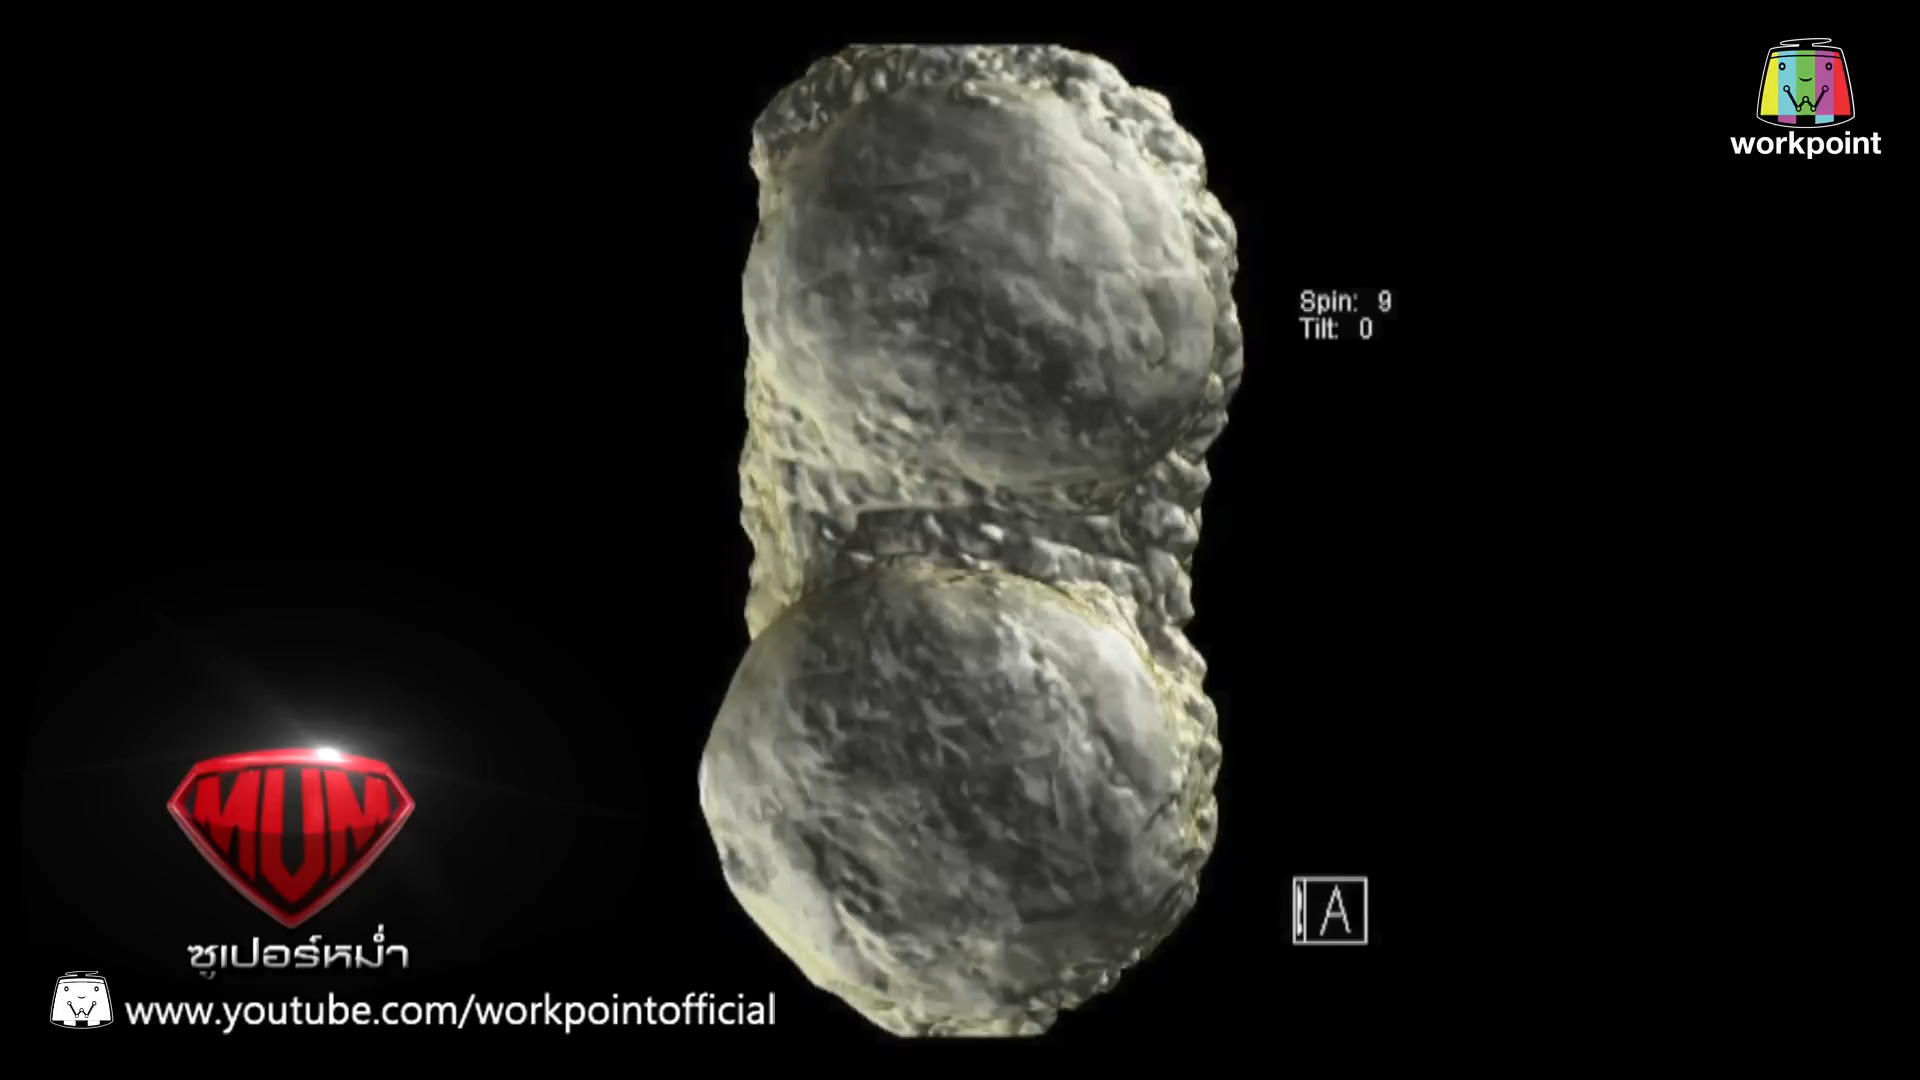 workpoint
Spin: 9
Tilt: 0
A
MUM
ซูเปอร์หม่ำ
www.youtube.com/workpointofficial